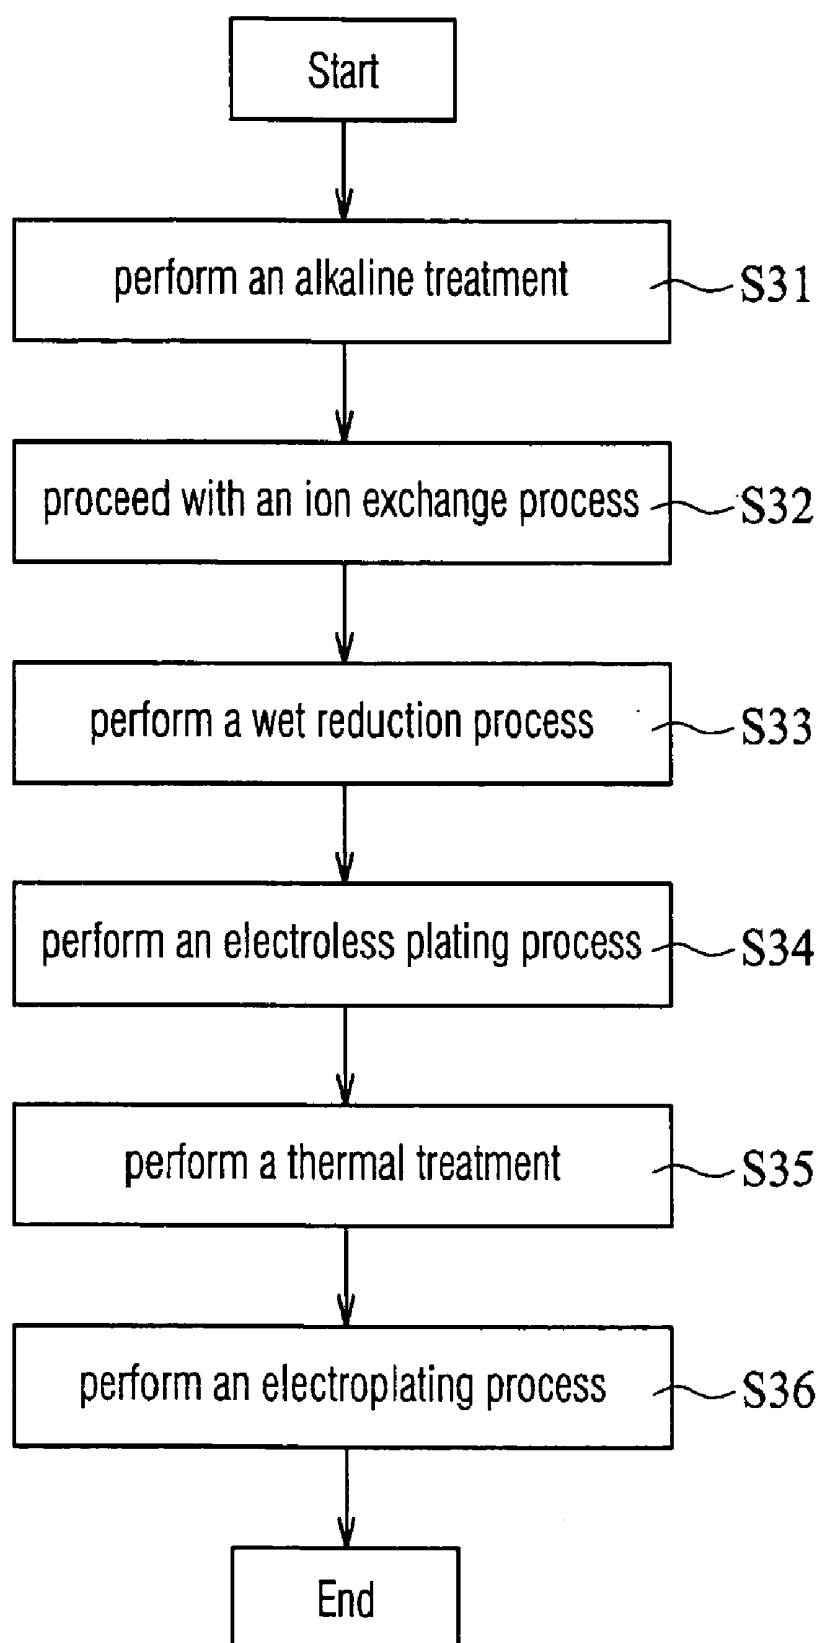 Start
perform an alkaline treatment
S31
proceed with an ion exchange process
S32
perform a wet reduction process
S33
perform an electroless plating process
S34
perform a thermal treatment
S35
perform an electroplating process
S36
End